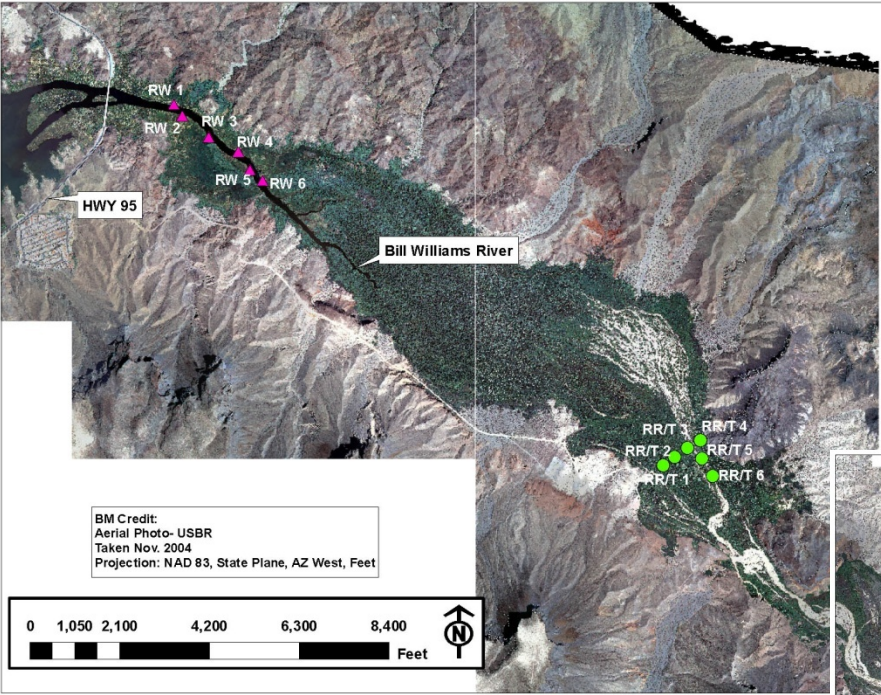 RW 1
RW 2
RW 3
RW 4
RW 5
RW 6
HWY 95
Bill Williams River
RR/T 3
RR/T 4
RR/T 2
RR/T 5
RR/T 1
RR/T 6
BM Credit:
Aerial Photo- USBR
Taken Nov. 2004
Projection: NAD 83, State Plane, AZ West, Feet
0 1,050 2,100 4,200 6,300 8,400
Feet
N